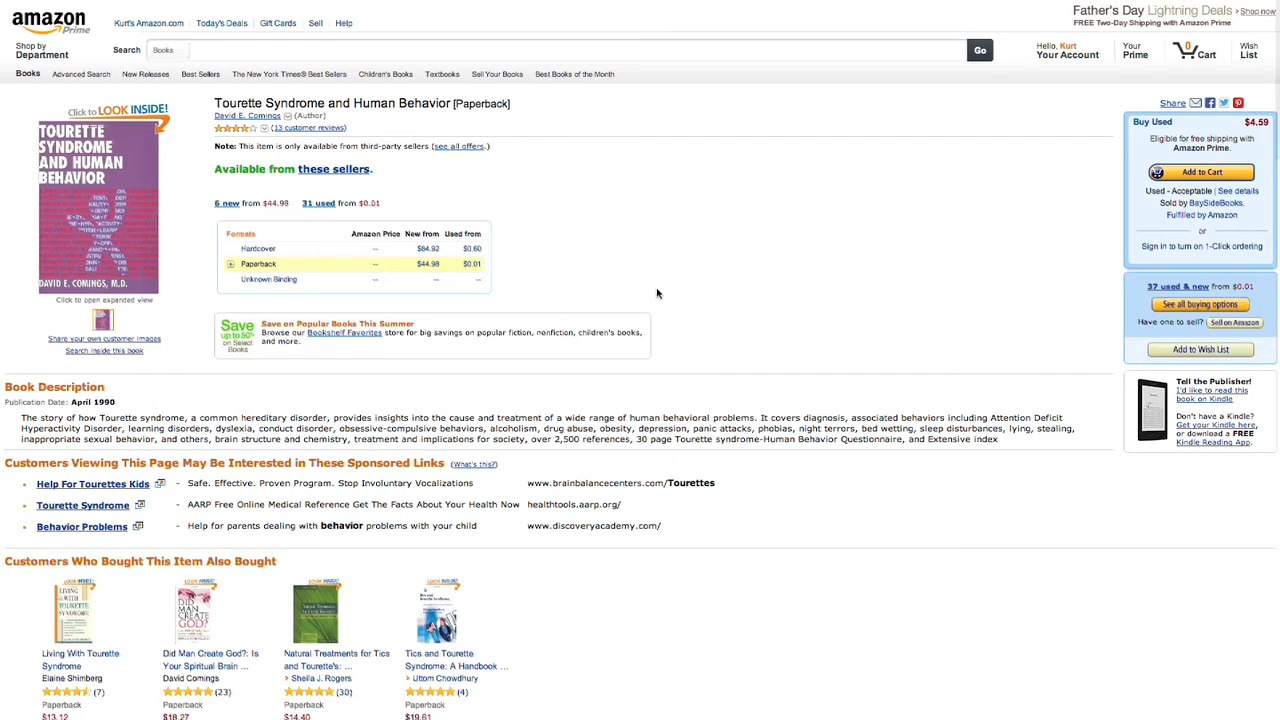 amazon
Prime
Kurt's Amazon.com Today's Deals Gift Cards Sell Help
Father's Day Lightning Deals › Shop now
FREE Two-Day Shipping with Amazon Prime
Shop by
Department
Search Books Go
Hello, Kurt
Your Account
Your
Prime
0
Cart
Wish
List
Books Advanced Search New Releases Best Sellers The New York Times® Best Sellers Children's Books Textbooks Sell Your Books Best Books of the Month
Click to LOOK INSIDE!
TOURETTE
SYNDROME
AND HUMAN
BEHAVIOR
DAVID E. COMINGS, M.D.
Click to open expanded view
Share your own customer images
Search inside this book
Tourette Syndrome and Human Behavior [Paperback]
David E. Comings (Author)
(13 customer reviews)
Note: This item is only available from third-party sellers (see all offers.)
Available from these sellers.
6 new from $44.98 31 used from $0.01
Formats Amazon Price New from Used from
Hardcover -- $84.92 $0.60
Paperback -- $44.98 $0.01
Unknown Binding -- -- --
Save
up to 50%
on Select
Books
Save on Popular Books This Summer
Browse our Bookshelf Favorites store for big savings on popular fiction, nonfiction, children's books,
and more.
Share
Buy Used $4.59
Eligible for free shipping with
Amazon Prime.
Add to Cart
Used - Acceptable | See details
Sold by BaySideBooks.
Fulfilled by Amazon
or
Sign in to turn on 1-Click ordering
37 used & new from $0.01
See all buying options
Have one to sell? Sell on Amazon
Add to Wish List
Tell the Publisher!
I'd like to read this
book on Kindle
Don't have a Kindle?
Get your Kindle here,
or download a FREE
Kindle Reading App.
Book Description
Publication Date: April 1990
The story of how Tourette syndrome, a common hereditary disorder, provides insights into the cause and treatment of a wide range of human behavioral problems. It covers diagnosis, associated behaviors including Attention Deficit
Hyperactivity Disorder, learning disorders, dyslexia, conduct disorder, obsessive-compulsive behaviors, alcoholism, drug abuse, obesity, depression, panic attacks, phobias, night terrors, bed wetting, sleep disturbances, lying, stealing,
inappropriate sexual behavior, and others, brain structure and chemistry, treatment and implications for society, over 2,500 references, 30 page Tourette syndrome-Human Behavior Questionnaire, and Extensive index
Customers Viewing This Page May Be Interested in These Sponsored Links (What's this?)
Help For Tourettes Kids - Safe. Effective. Proven Program. Stop Involuntary Vocalizations www.brainbalancecenters.com/Tourettes
Tourette Syndrome - AARP Free Online Medical Reference Get The Facts About Your Health Now healthtools.aarp.org/
Behavior Problems - Help for parents dealing with behavior problems with your child www.discoveryacademy.com/
Customers Who Bought This Item Also Bought
LOOK INSIDE!
LIVING
WITH
TOURETTE
SYNDROME
LOOK INSIDE!
DID
MAN
CREATE
GOD?
LOOK INSIDE!
LOOK INSIDE!
Living With Tourette
Syndrome
Elaine Shimberg
(7)
Paperback
$13.12
Did Man Create God?: Is
Your Spiritual Brain ...
David Comings
(23)
Paperback
$18.27
Natural Treatments for Tics
and Tourette's: ...
› Sheila J. Rogers
(30)
Paperback
$14.40
Tics and Tourette
Syndrome: A Handbook ...
› Uttom Chowdhury
(4)
Paperback
$19.61